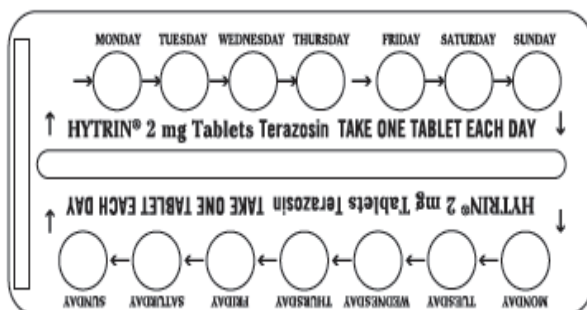 MONDAY TUESDAY WEDNESDAY THURSDAY FRIDAY SATURDAY SUNDAY
HYTRIN® 2 mg Tablets Terazosin TAKE ONE TABLET EACH DAY
HYTRIN® 2 mg Tablets Terazosin TAKE ONE TABLET EACH DAY
MONDAY TUESDAY WEDNESDAY THURSDAY FRIDAY SATURDAY SUNDAY